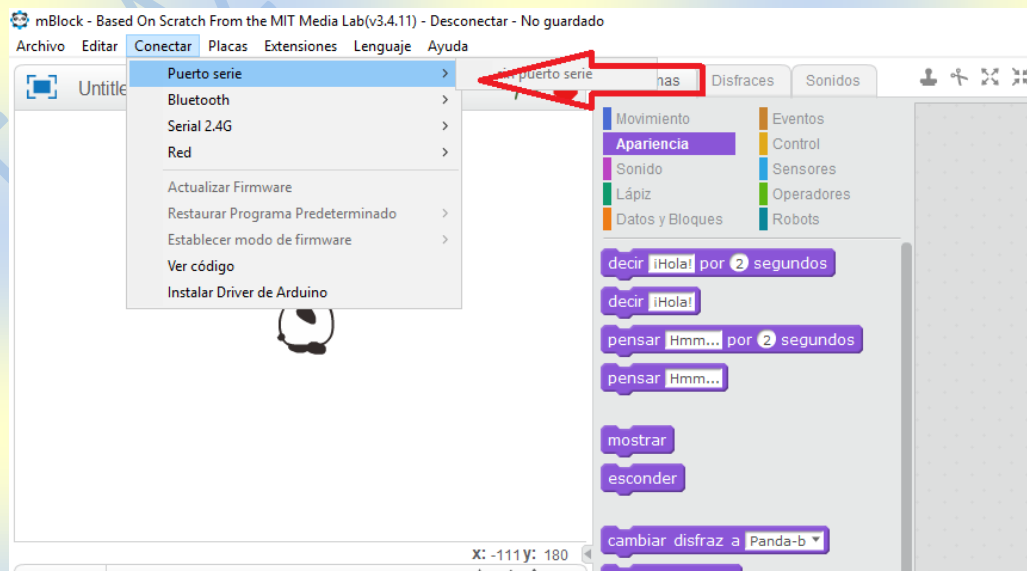 mBlock - Based On Scratch From the MIT Media Lab(v3.4.11) - Desconectar - No guardado
Archivo Editar Conectar Placas Extensiones Lenguaje Ayuda
Puerto serie
puerto serie
Disfraces
Sonidos
Bluetooth
Serial 2.4G
Red
Actualizar Firmware
Restaurar Programa Predeterminado
Establecer modo de firmware
Ver código
Instalar Driver de Arduino
Movimiento
Eventos
Apariencia
Control
Sonido
Sensores
Lápiz
Operadores
Datos y Bloques
Robots
decir ¡Hola! por 2 segundos
decir ¡Hola!
pensar Hmm... por 2 segundos
pensar Hmm...
mostrar
esconder
cambiar disfraz a Panda-b
X: -111 y: 180